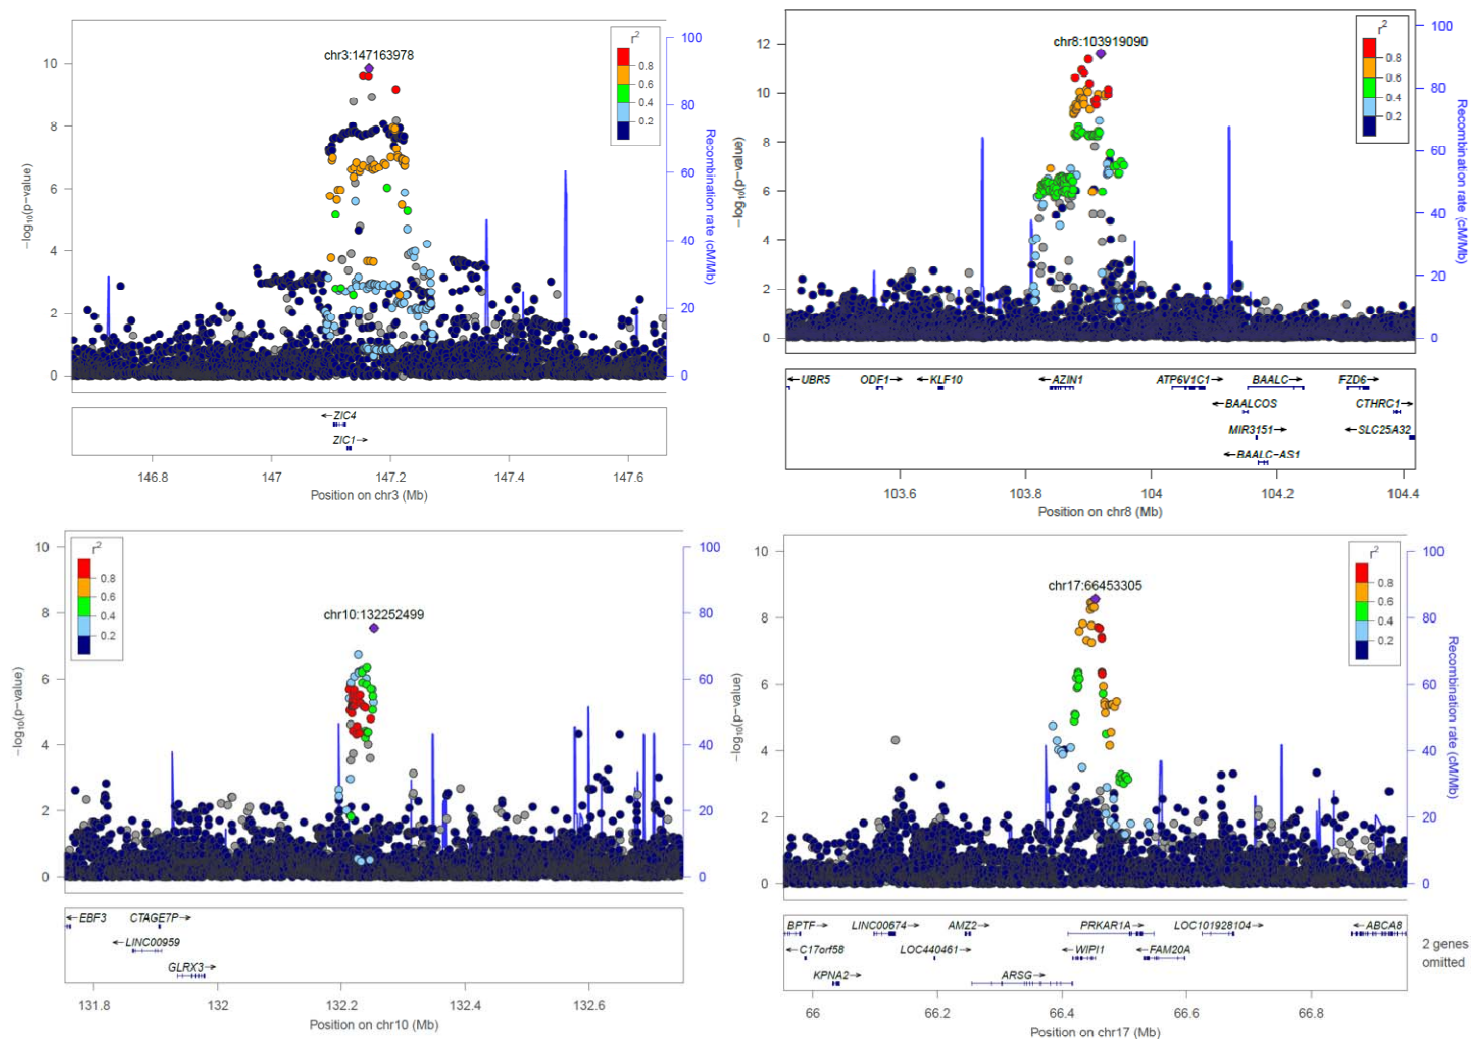 chr3:147163978
r²
0.8
0.6
0.4
0.2
10
8
6
4
2
0
−log₁₀(p−value)
100
80
60
40
20
0
Recombination rate (cM/Mb)
←ZIC4
ZIC1→
146.8 147 147.2 147.4 147.6
Position on chr3 (Mb)
chr8:103919090
r²
0.8
0.6
0.4
0.2
12
10
8
6
4
2
0
−log₁₀(p−value)
100
80
60
40
20
0
Recombination rate (cM/Mb)
←UBR5 ODF1→ ←KLF10 ←AZIN1 ATP6V1C1→ BAALC→ FZD6→
←BAALCOS CTHRC1→
MIR3151→ ←SLC25A32
←BAALC−AS1
103.6 103.8 104 104.2 104.4
Position on chr8 (Mb)
chr10:132252499
r²
0.8
0.6
0.4
0.2
10
8
6
4
2
0
−log₁₀(p−value)
100
80
60
40
20
0
Recombination rate (cM/Mb)
←EBF3 CTAGE7P→
←LINC00959
GLRX3→
131.8 132 132.2 132.4 132.6
Position on chr10 (Mb)
chr17:66453305
r²
0.8
0.6
0.4
0.2
10
8
6
4
2
0
−log₁₀(p−value)
100
80
60
40
20
0
Recombination rate (cM/Mb)
BPTF→ LINC00674→ AMZ2→ PRKAR1A→ LOC101928104→ ←ABCA8
←C17orf58 LOC440461→ ←WIPI1 ←FAM20A
KPNA2→ ARSG→
2 genes
omitted
66 66.2 66.4 66.6 66.8
Position on chr17 (Mb)